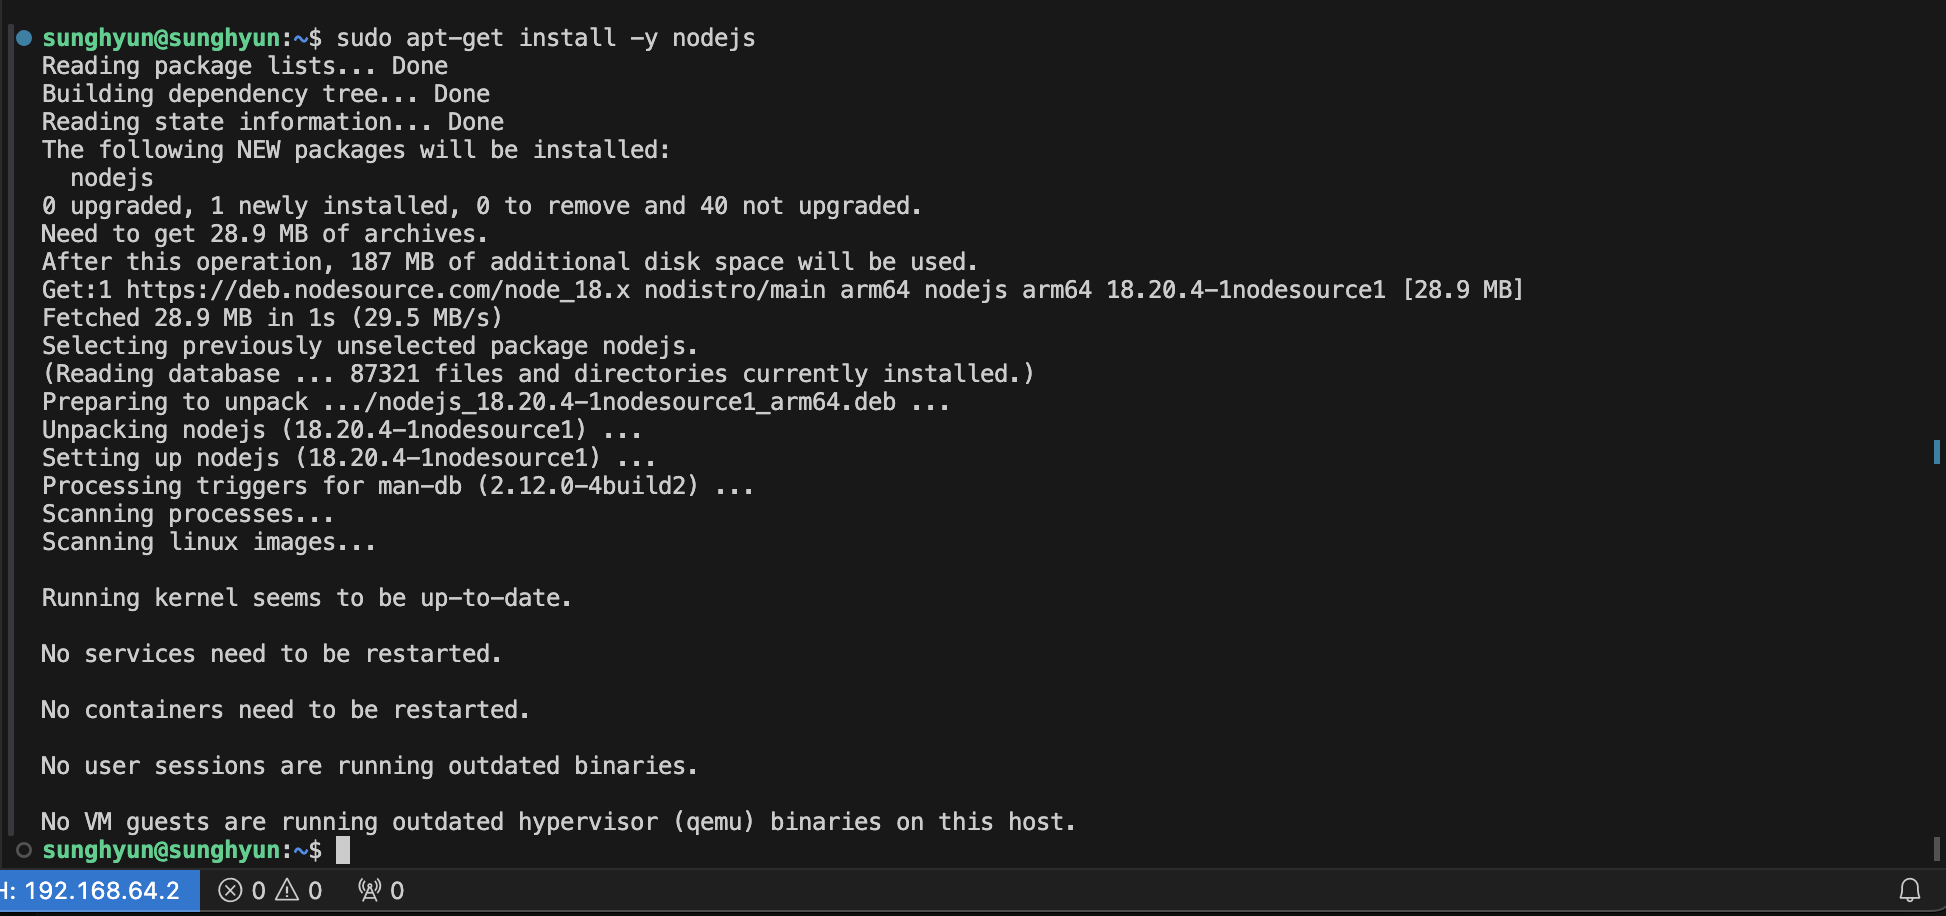 sunghyun@sunghyun:~$ sudo apt-get install -y nodejs
Reading package lists... Done
Building dependency tree... Done
Reading state information... Done
The following NEW packages will be installed:
  nodejs
0 upgraded, 1 newly installed, 0 to remove and 40 not upgraded.
Need to get 28.9 MB of archives.
After this operation, 187 MB of additional disk space will be used.
Get:1 https://deb.nodesource.com/node_18.x nodistro/main arm64 nodejs arm64 18.20.4-1nodesource1 [28.9 MB]
Fetched 28.9 MB in 1s (29.5 MB/s)
Selecting previously unselected package nodejs.
(Reading database ... 87321 files and directories currently installed.)
Preparing to unpack .../nodejs_18.20.4-1nodesource1_arm64.deb ...
Unpacking nodejs (18.20.4-1nodesource1) ...
Setting up nodejs (18.20.4-1nodesource1) ...
Processing triggers for man-db (2.12.0-4build2) ...
Scanning processes...
Scanning linux images...

Running kernel seems to be up-to-date.

No services need to be restarted.

No containers need to be restarted.

No user sessions are running outdated binaries.

No VM guests are running outdated hypervisor (qemu) binaries on this host.
sunghyun@sunghyun:~$
H: 192.168.64.2 0 0 0